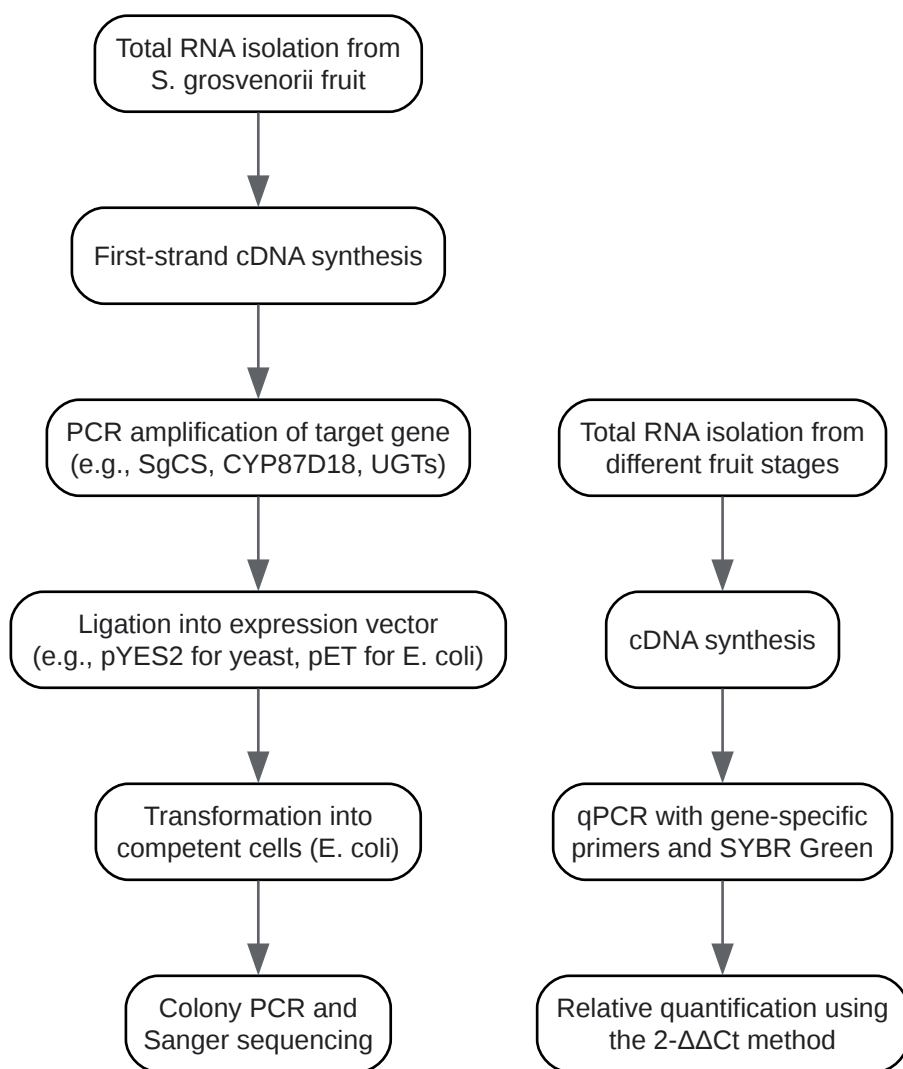 Total RNA isolation from
S. grosvenorii fruit
First-strand cDNA synthesis
PCR amplification of target gene
(e.g., SgCS, CYP87D18, UGTs)
Ligation into expression vector
(e.g., pYES2 for yeast, pET for E. coli)
Transformation into
competent cells (E. coli)
Colony PCR and
Sanger sequencing
Total RNA isolation from
different fruit stages
cDNA synthesis
qPCR with gene-specific
primers and SYBR Green
Relative quantification using
the 2-ΔΔCt method